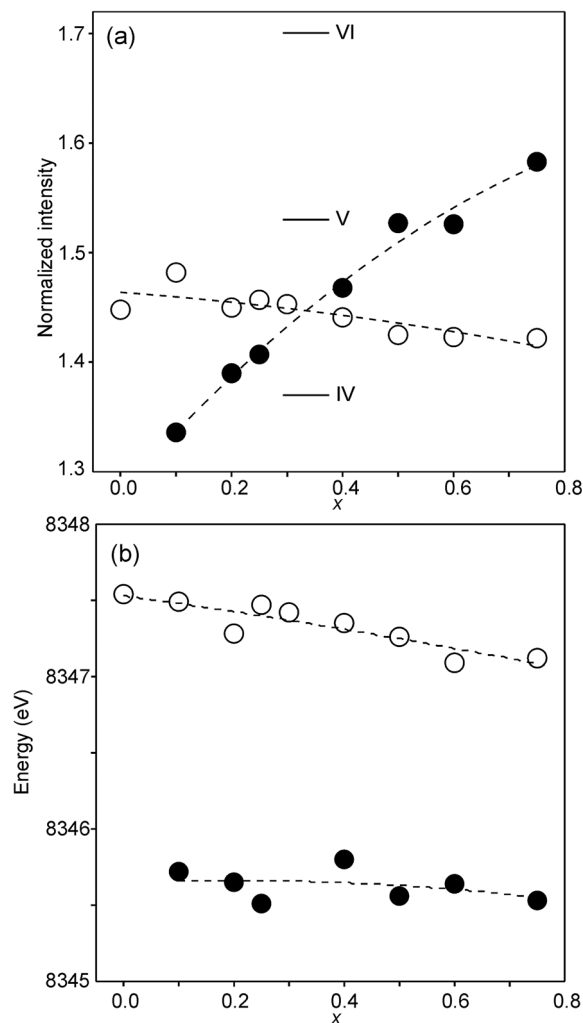 (a)
VI
V
IV
Normalized intensity
1.7
1.6
1.5
1.4
1.3
0.0 0.2 0.4 0.6 0.8
x
(b)
Energy (eV)
8348
8347
8346
8345
0.0 0.2 0.4 0.6 0.8
x